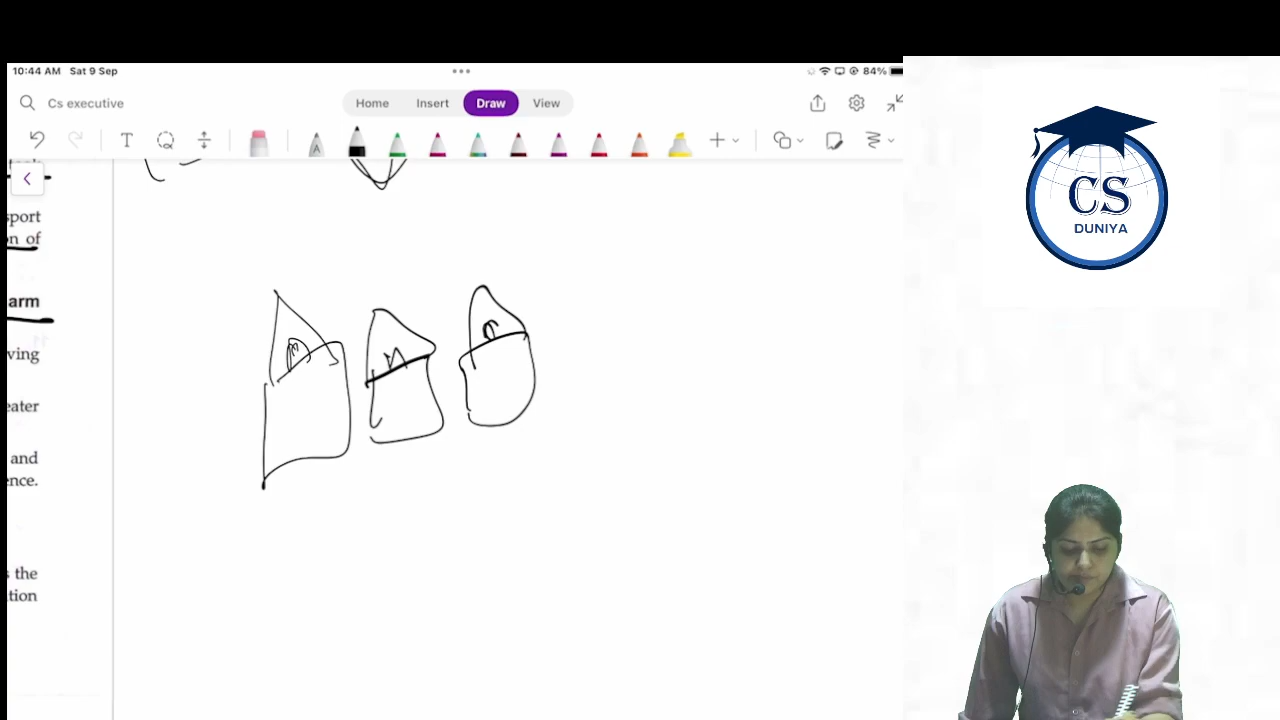 10:44 AM Sat 9 Sep
84%
Cs executive
Home Insert Draw View
T
A
sport
on of
arm
ving
eater
and
ence.
s the
tion
n
n
n
CS
DUNIYA